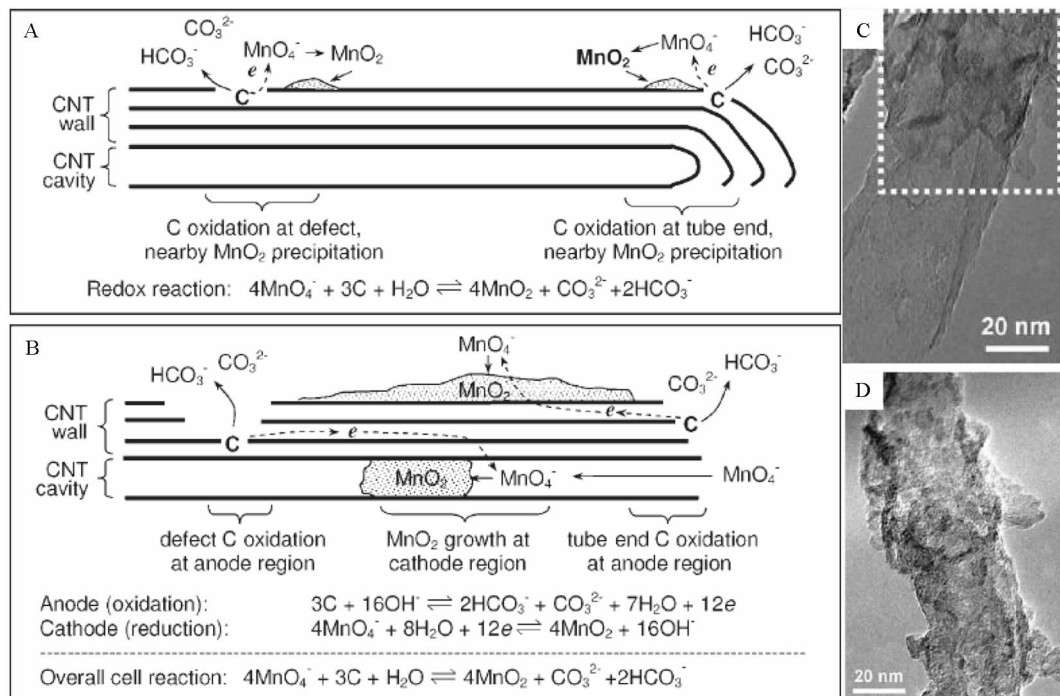 A
CO₃²⁻
HCO₃⁻
MnO₄⁻
MnO₂
e
C
MnO₂
MnO₄⁻
HCO₃⁻
CO₃²⁻
e
C
CNT
wall
CNT
cavity
C oxidation at defect,
nearby MnO₂ precipitation
C oxidation at tube end,
nearby MnO₂ precipitation
Redox reaction: 4MnO₄⁻ + 3C + H₂O ⇌ 4MnO₂ + CO₃²⁻ +2HCO₃⁻
B
HCO₃⁻
CO₃²⁻
MnO₄⁻
MnO₂
CO₃²⁻
HCO₃⁻
CNT
wall
C
e
e
C
CNT
cavity
MnO₂
MnO₄⁻
MnO₄⁻
defect C oxidation
at anode region
MnO₂ growth at
cathode region
tube end C oxidation
at anode region
Anode (oxidation): 3C + 16OH⁻ ⇌ 2HCO₃⁻ + CO₃²⁻ + 7H₂O + 12e
Cathode (reduction): 4MnO₄⁻ + 8H₂O + 12e ⇌ 4MnO₂ + 16OH⁻
Overall cell reaction: 4MnO₄⁻ + 3C + H₂O ⇌ 4MnO₂ + CO₃²⁻ +2HCO₃⁻
C
20 nm
D
20 nm